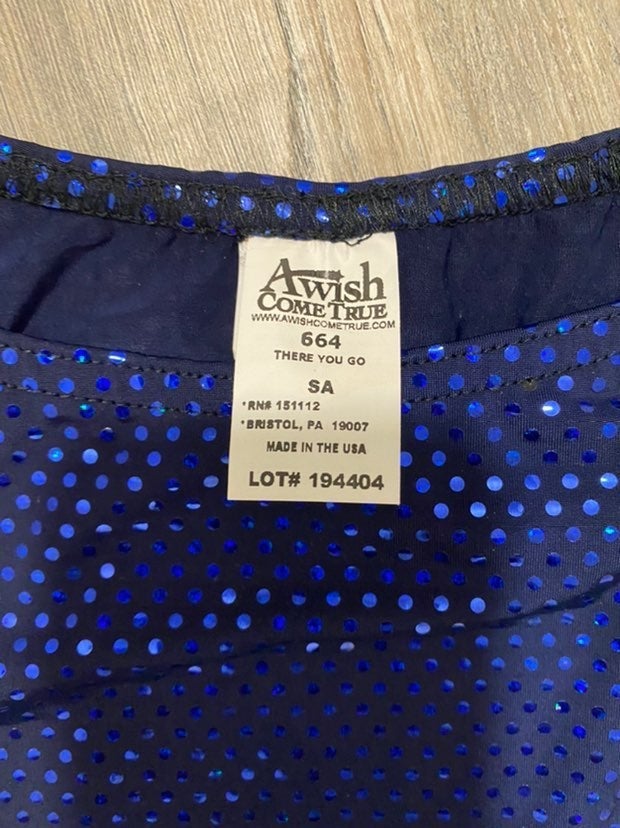 A wish
COME TRUE
WWW.AWISHCOMETRUE.COM
664
THERE YOU GO
SA
*RN# 151112
*BRISTOL, PA 19007
MADE IN THE USA
LOT# 194404